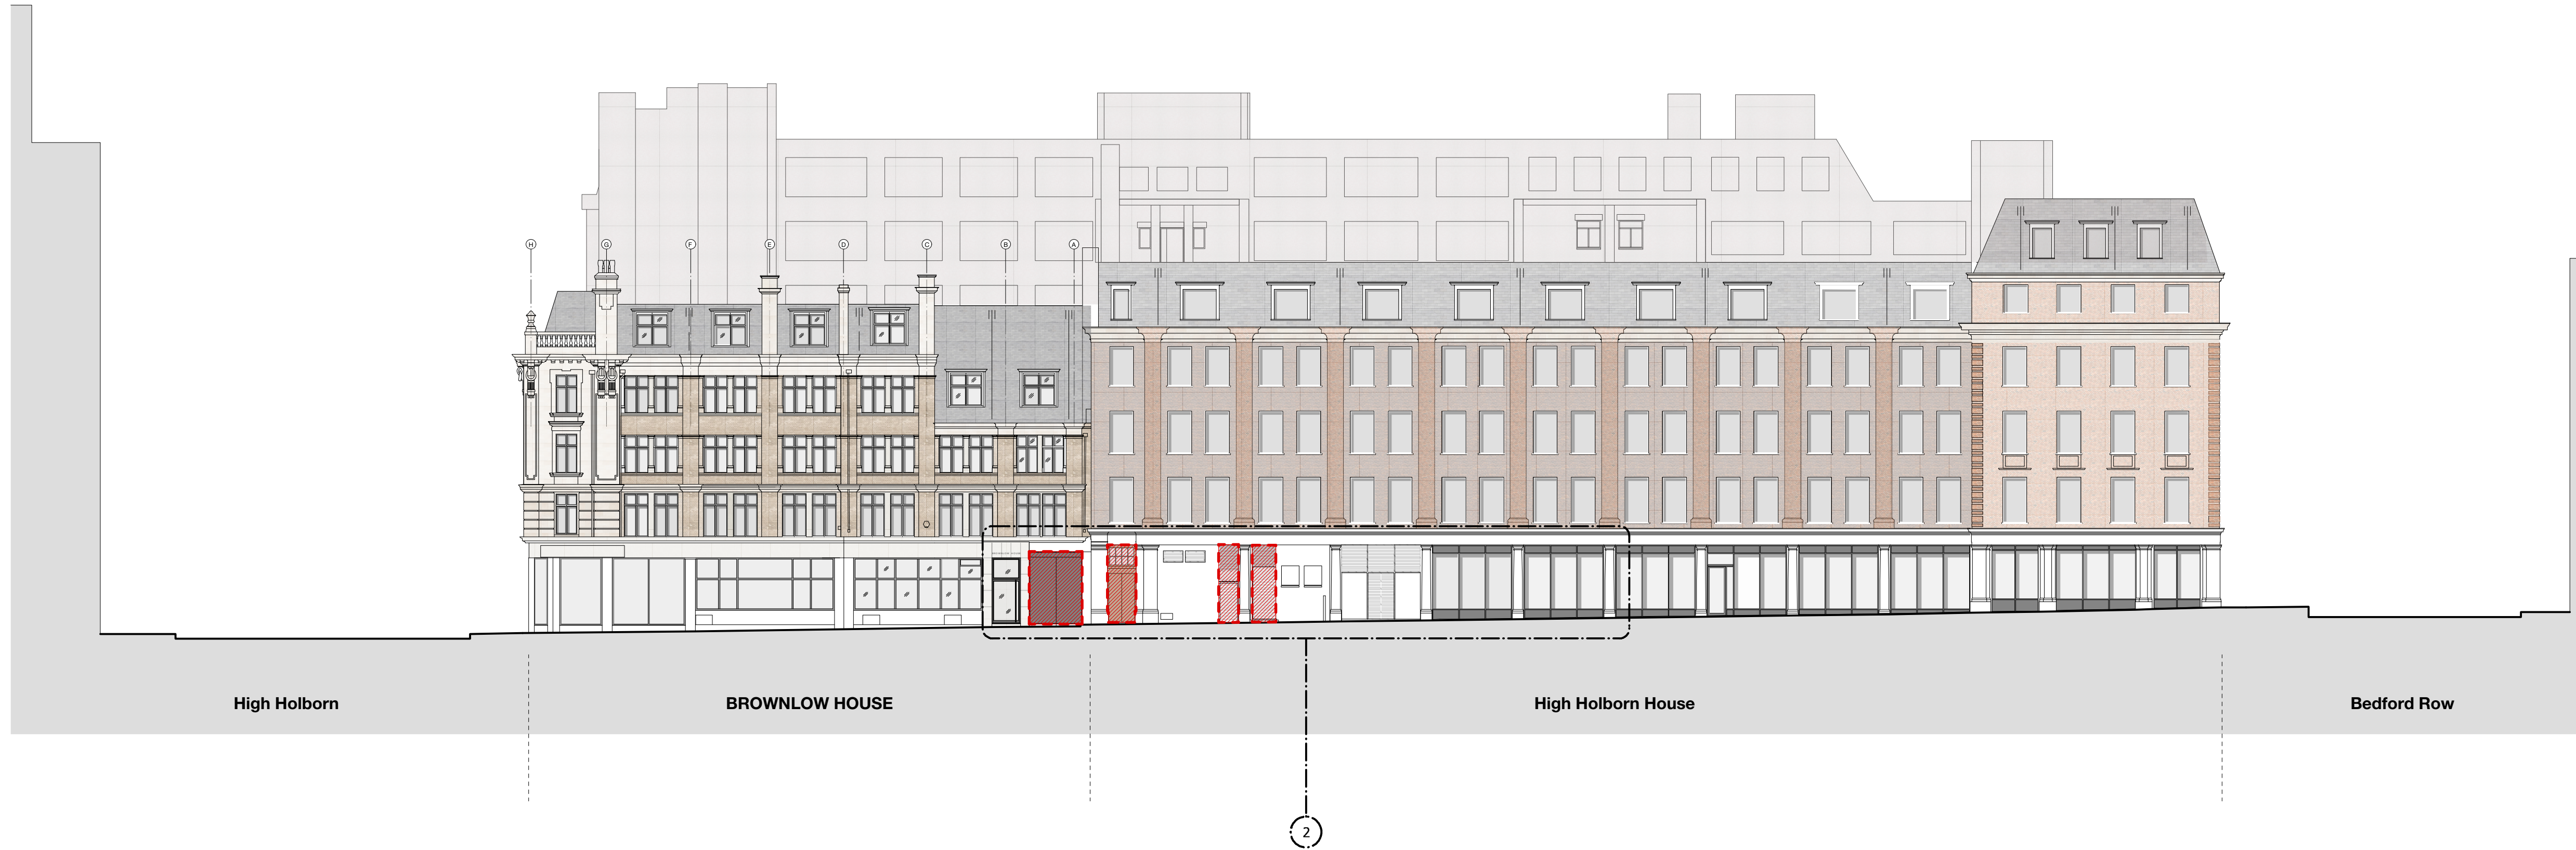 H G F E D C B A
High Holborn BROWNLOW HOUSE High Holborn House Bedford Row
2